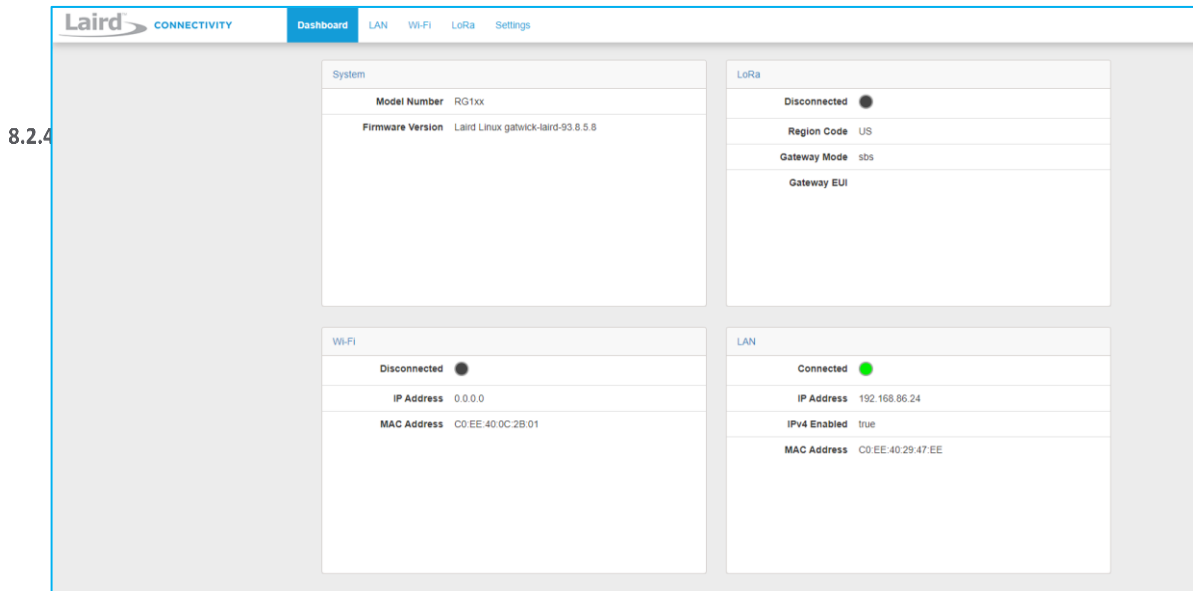 Laird™ CONNECTIVITY Dashboard LAN Wi-Fi LoRa Settings
8.2.4
System
Model Number RG1xx
Firmware Version Laird Linux gatwick-laird-93.8.5.8
LoRa
Disconnected
Region Code US
Gateway Mode sbs
Gateway EUI
Wi-Fi
Disconnected
IP Address 0.0.0.0
MAC Address C0:EE:40:0C:2B:01
LAN
Connected
IP Address 192.168.86.24
IPv4 Enabled true
MAC Address C0:EE:40:29:47:EE